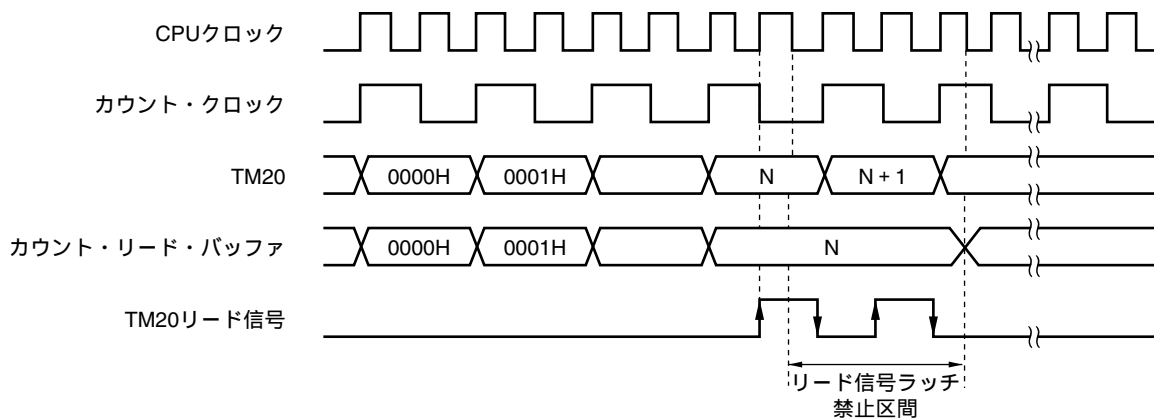 CPUクロック
カウント・クロック
TM20
0000H 0001H N N + 1
カウント・リード・バッファ
0000H 0001H N
TM20リード信号
リード信号ラッチ
禁止区間